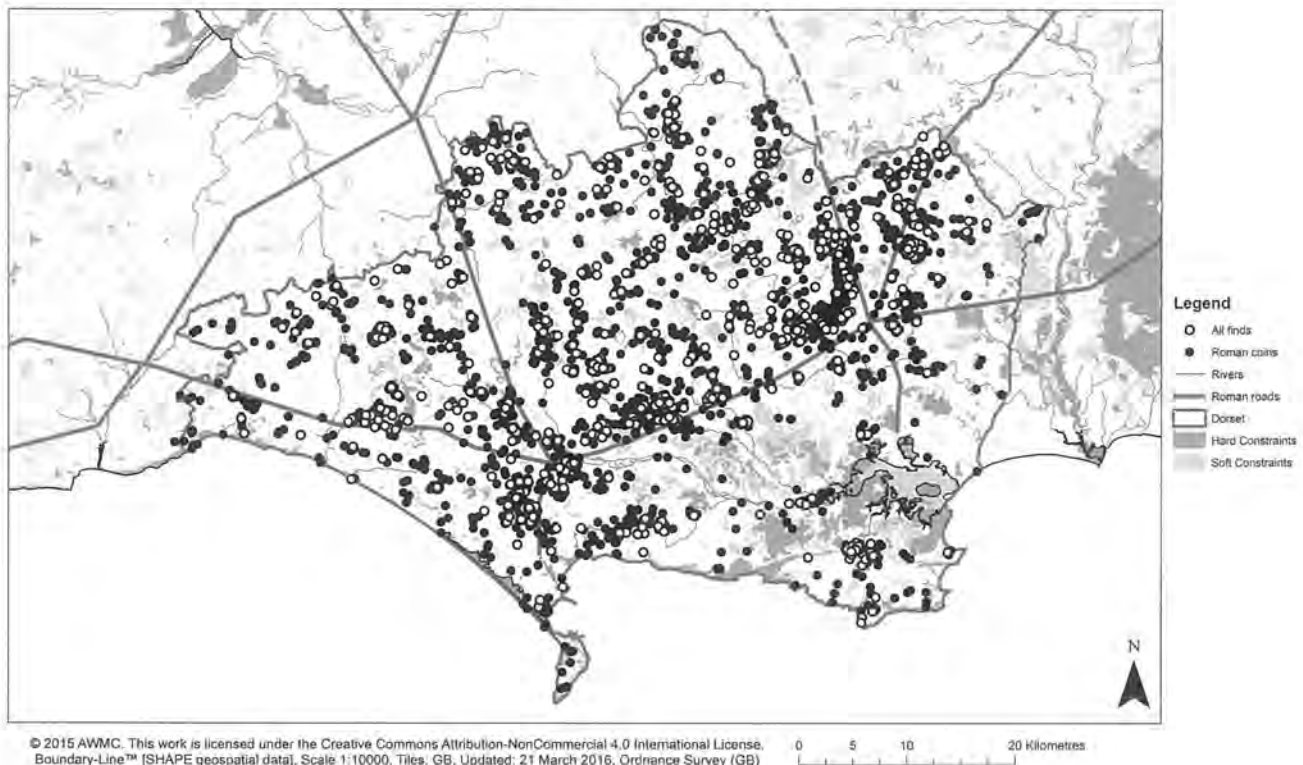 Legend
All finds
Roman coins
Rivers
Roman roads
Dorset
Hard Constraints
Soft Constraints
N
© 2015 AWMC. This work is licensed under the Creative Commons Attribution-NonCommercial 4.0 International License.
Boundary-Line™ [SHAPE geospatial data], Scale 1:10000, Tiles: GB, Updated: 21 March 2016, Ordnance Survey (GB)
0 5 10 20 Kilometres